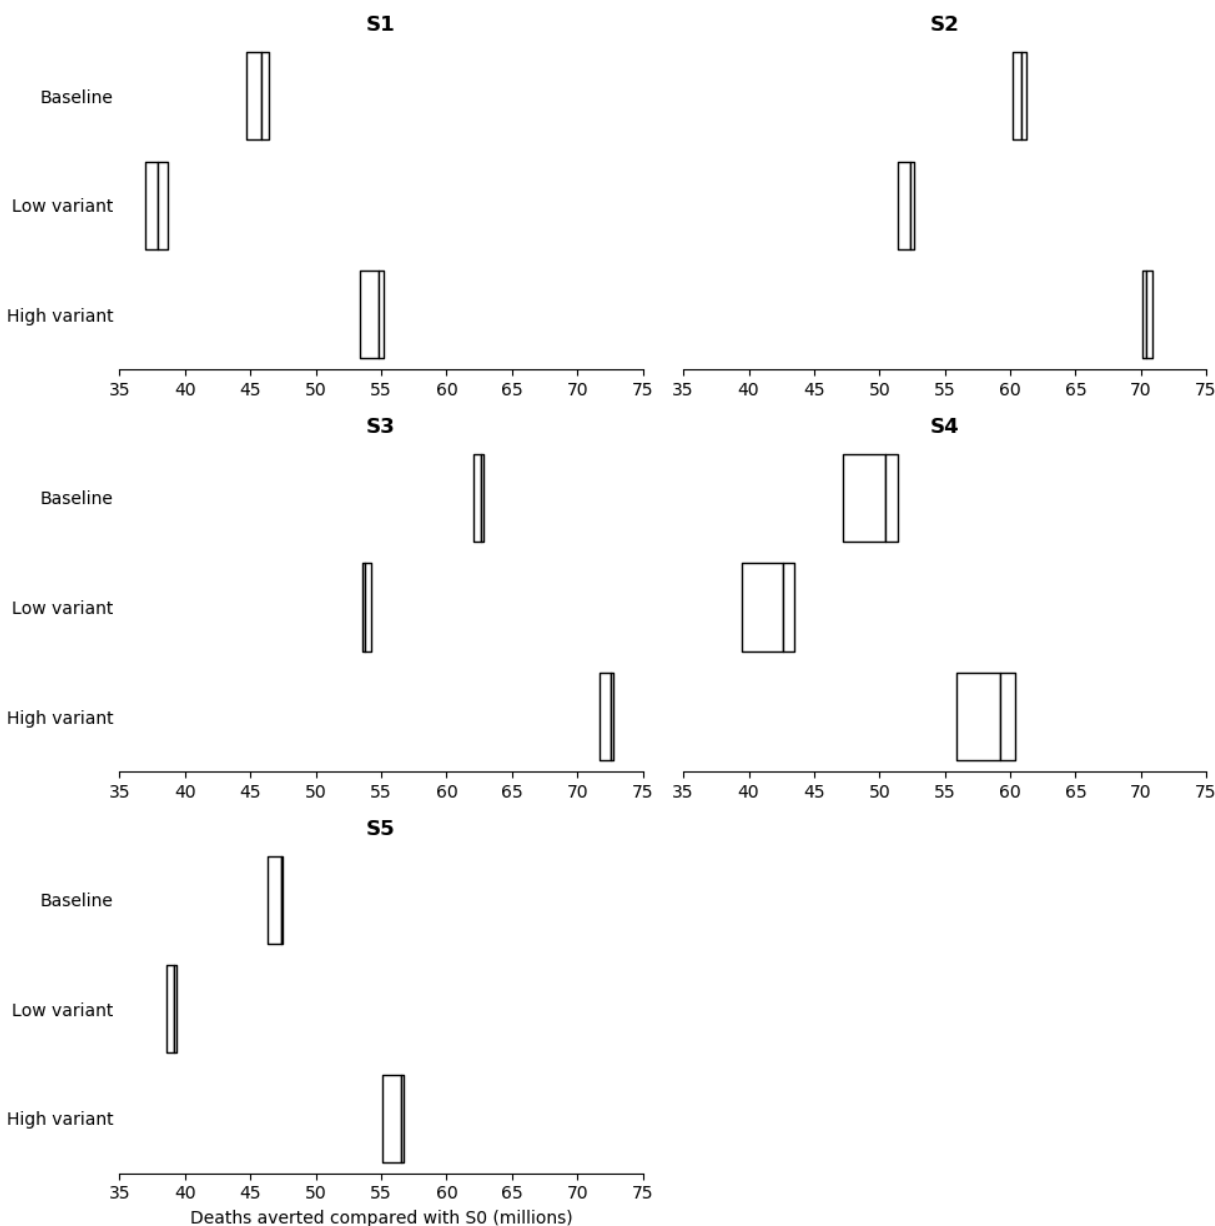 S1
S2
Baseline
Low variant
High variant
35 40 45 50 55 60 65 70 75
35 40 45 50 55 60 65 70 75
S3
S4
Baseline
Low variant
High variant
35 40 45 50 55 60 65 70 75
35 40 45 50 55 60 65 70 75
S5
Baseline
Low variant
High variant
35 40 45 50 55 60 65 70 75
Deaths averted compared with S0 (millions)